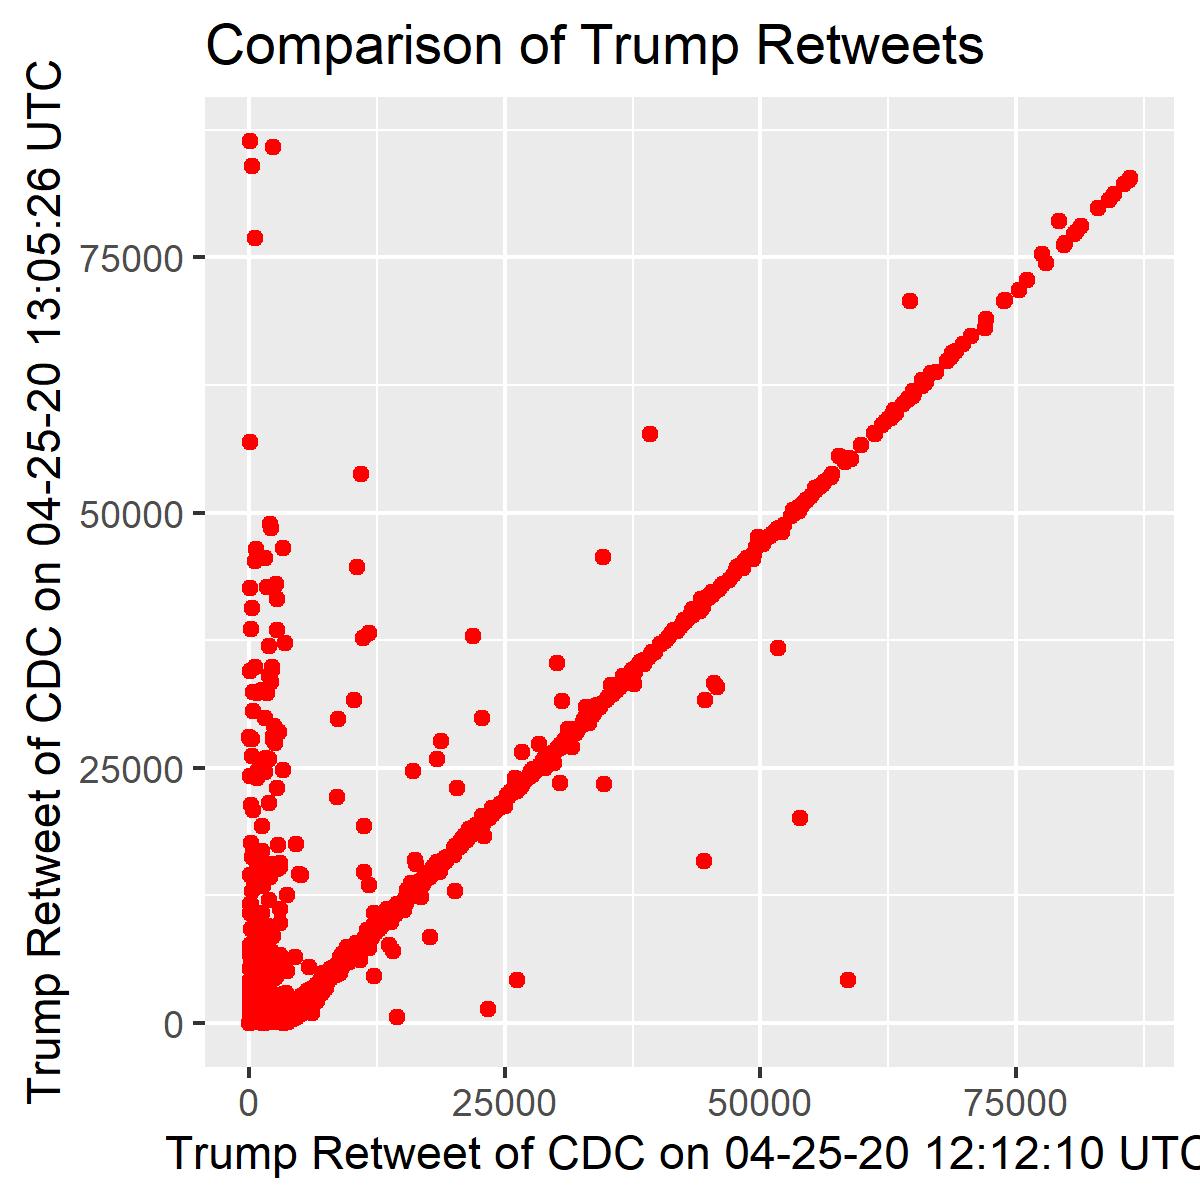 Comparison of Trump Retweets
Trump Retweet of CDC on 04-25-20 13:05:26 UTC
75000
50000
25000
0
0 25000 50000 75000
Trump Retweet of CDC on 04-25-20 12:12:10 UTC